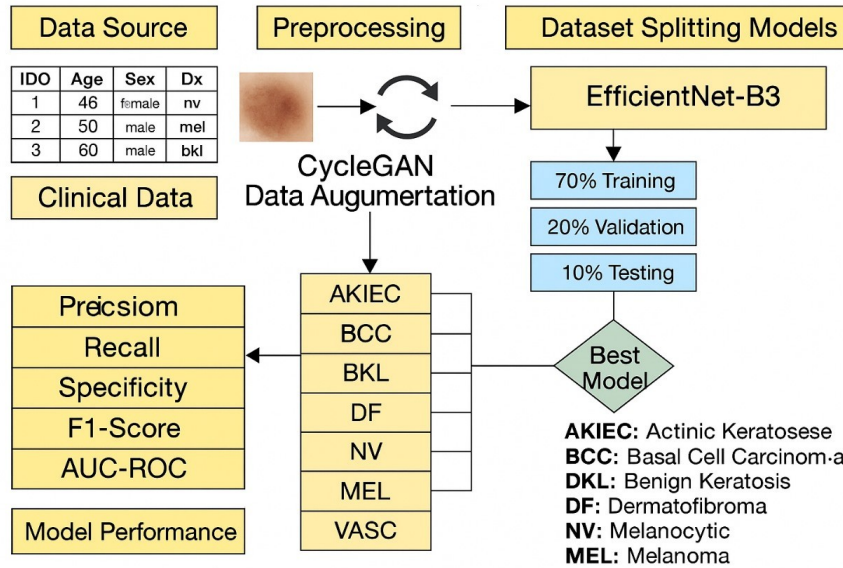 Data Source
Preprocessing
Dataset Splitting Models
IDO Age Sex Dx
1 46 female nv
2 50 male mel
3 60 male bkl
Clinical Data
CycleGAN
Data Augumertation
EfficientNet-B3
70% Training
20% Validation
10% Testing
Best
Model
AKIEC
BCC
BKL
DF
NV
MEL
VASC
Preicsiom
Recall
Specificity
F1-Score
AUC-ROC
Model Performance
AKIEC: Actinic Keratosese
BCC: Basal Cell Carcinom·a
DKL: Benign Keratosis
DF: Dermatofibroma
NV: Melanocytic
MEL: Melanoma